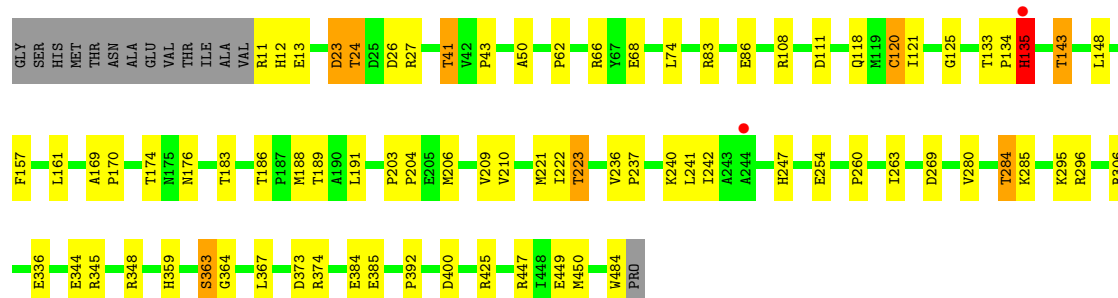 GLY SER HIS MET THR ASN ALA GLU VAL THR ILE ALA VAL R11 H12 E13 D23 T24 D25 D26 R27 T41 V42 P43 A50 P62 R66 Y67 E68 L74 R83 E86 R108 D111 Q118 M119 C120 I121 G125 T133 P134 H135 T143 L148
F157 L161 A169 P170 T174 N175 N176 T183 T186 P187 M188 T189 A190 L191 P203 P204 E205 M206 V209 V210 M221 I222 T223 V236 P237 K240 L241 I242 A243 A244 H247 E254 P260 I263 D269 V280 T284 K285 K295 R296
E336 E344 R345 R348 H359 S363 G364 L367 D373 R374 E384 E385 P392 D400 R425 R447 I448 E449 M450 W484 PRO